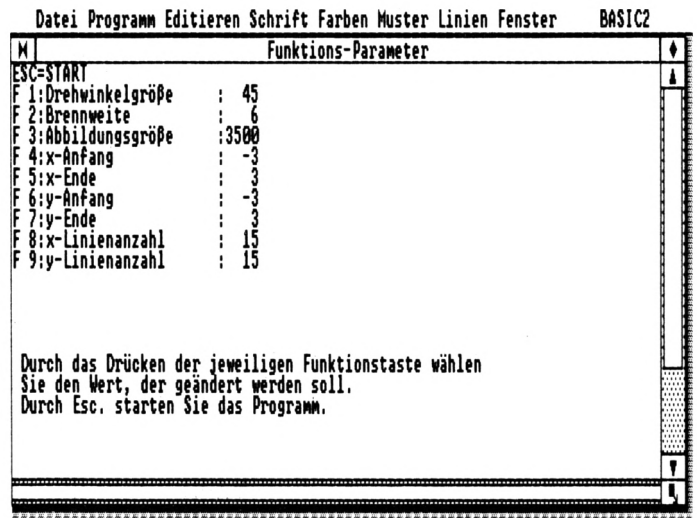 Datei Programm Editieren Schrift Farben Muster Linien Fenster BASIC2
Funktions-Parameter
ESC=START
F 1:Drehwinkelgröβe : 45
F 2:Brennweite : 6
F 3:Abbildungsgröβe :3500
F 4:x-Anfang : -3
F 5:x-Ende : 3
F 6:y-Anfang : -3
F 7:y-Ende : 3
F 8:x-Linienanzahl : 15
F 9:y-Linienanzahl : 15
Durch das Drücken der jeweiligen Funktionstaste wählen
Sie den Wert, der geändert werden soll.
Durch Esc. starten Sie das Programm.